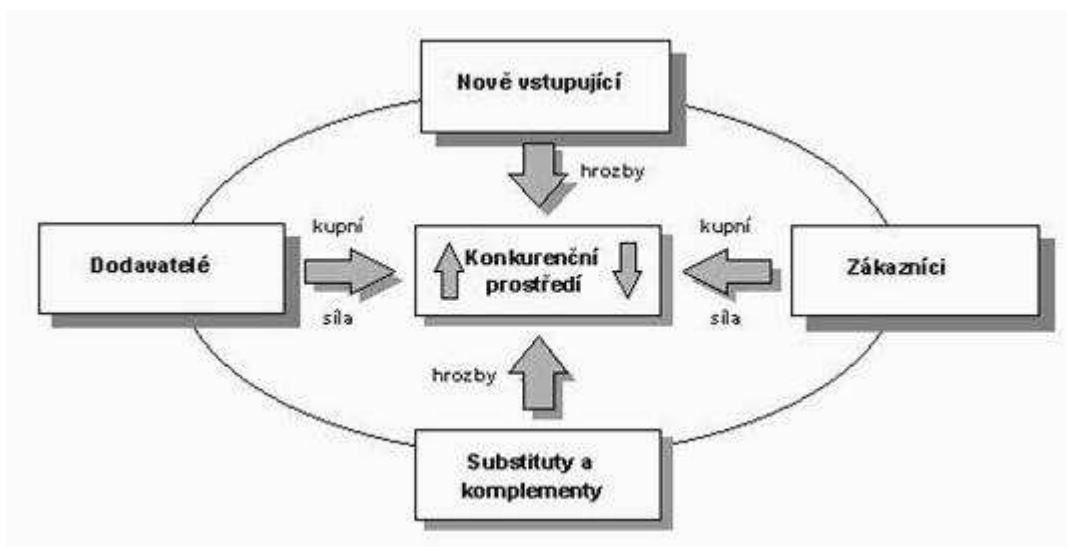 Nově vstupující
hrozby
kupní
kupní
Dodavatelé
Konkurenční
prostředí
Zákazníci
síla
síla
hrozby
Substituty a
komplementy